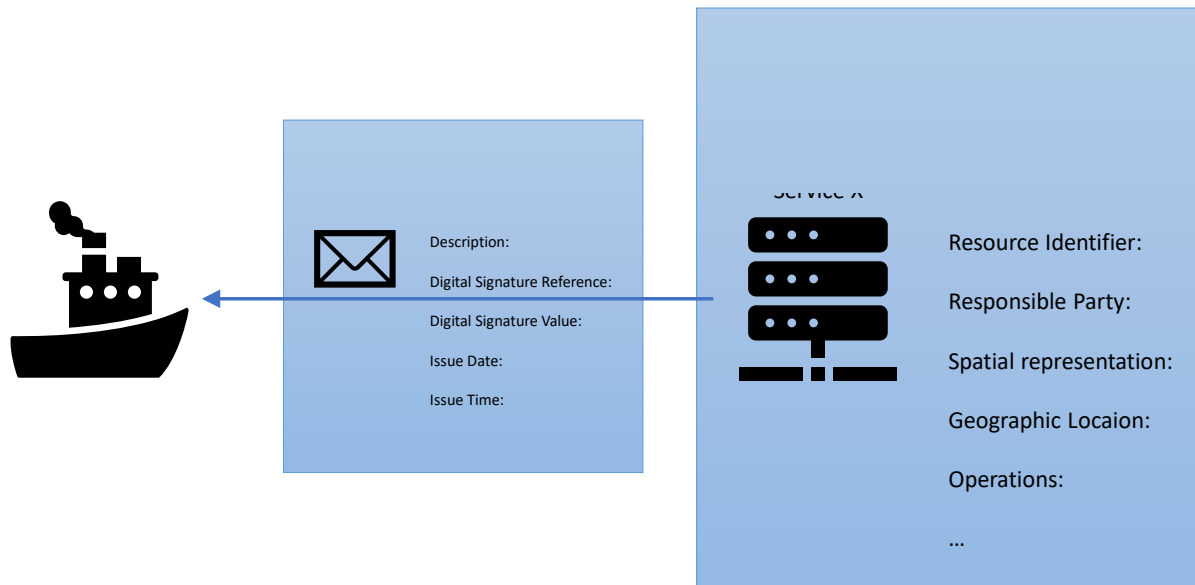 Description:
Digital Signature Reference:
Digital Signature Value:
Issue Date:
Issue Time:
Service X
Resource Identifier:
Responsible Party:
Spatial representation:
Geographic Locaion:
Operations:
...